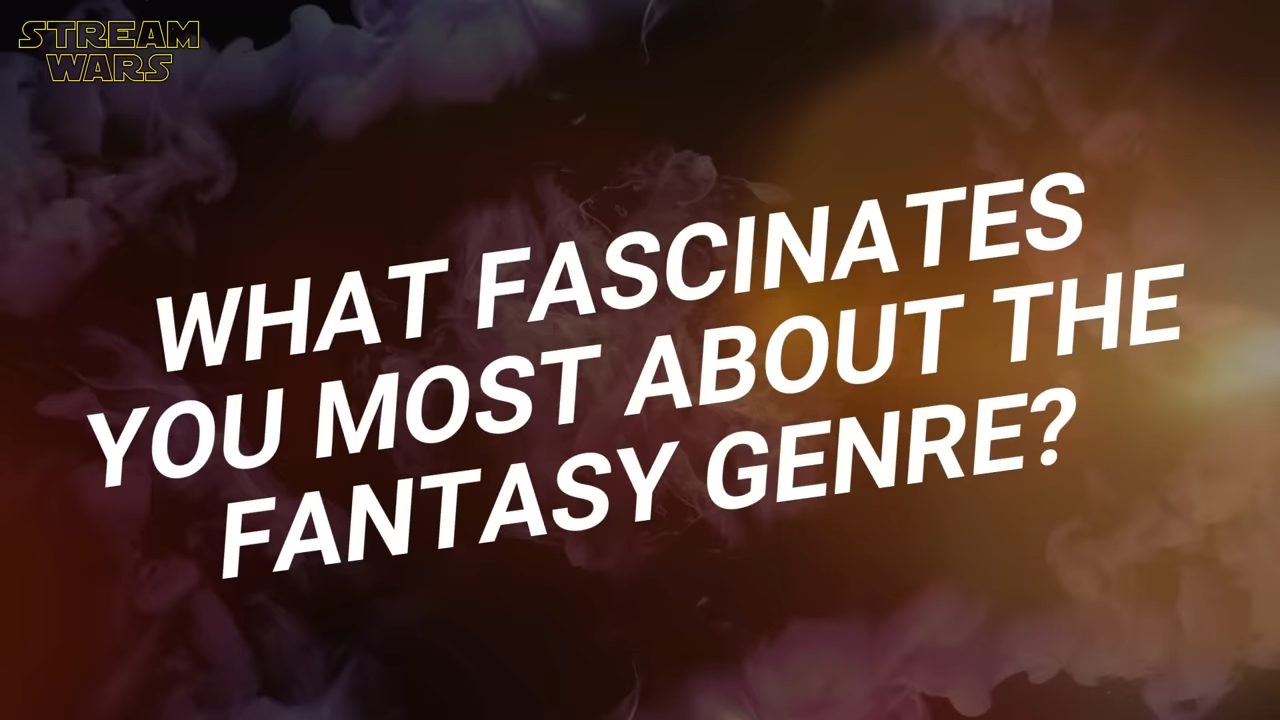 STREAM
WARS
WHAT FASCINATES
YOU MOST ABOUT THE
FANTASY GENRE?